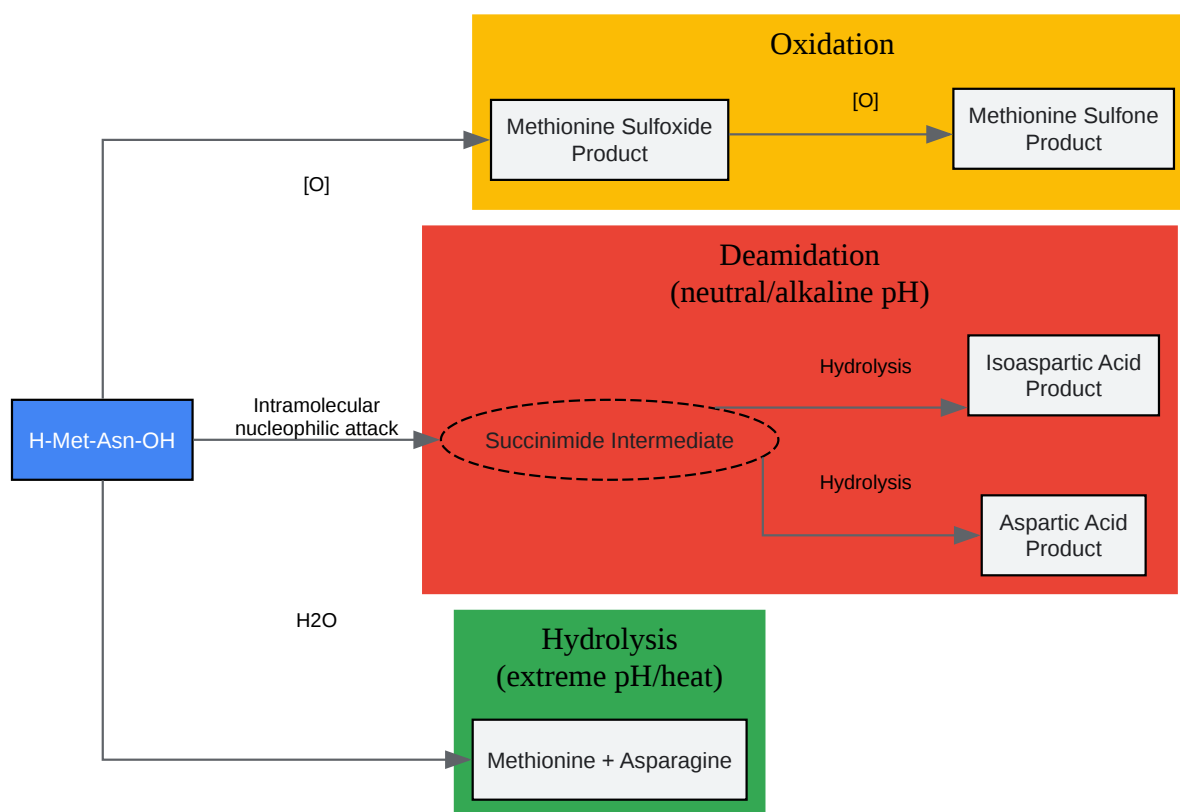 Oxidation
[O]
Methionine Sulfoxide
Product
Methionine Sulfone
Product
[O]
Deamidation
(neutral/alkaline pH)
Hydrolysis
Isoaspartic Acid
Product
Intramolecular
nucleophilic attack
H-Met-Asn-OH
Succinimide Intermediate
Hydrolysis
Aspartic Acid
Product
H2O
Hydrolysis
(extreme pH/heat)
Methionine + Asparagine